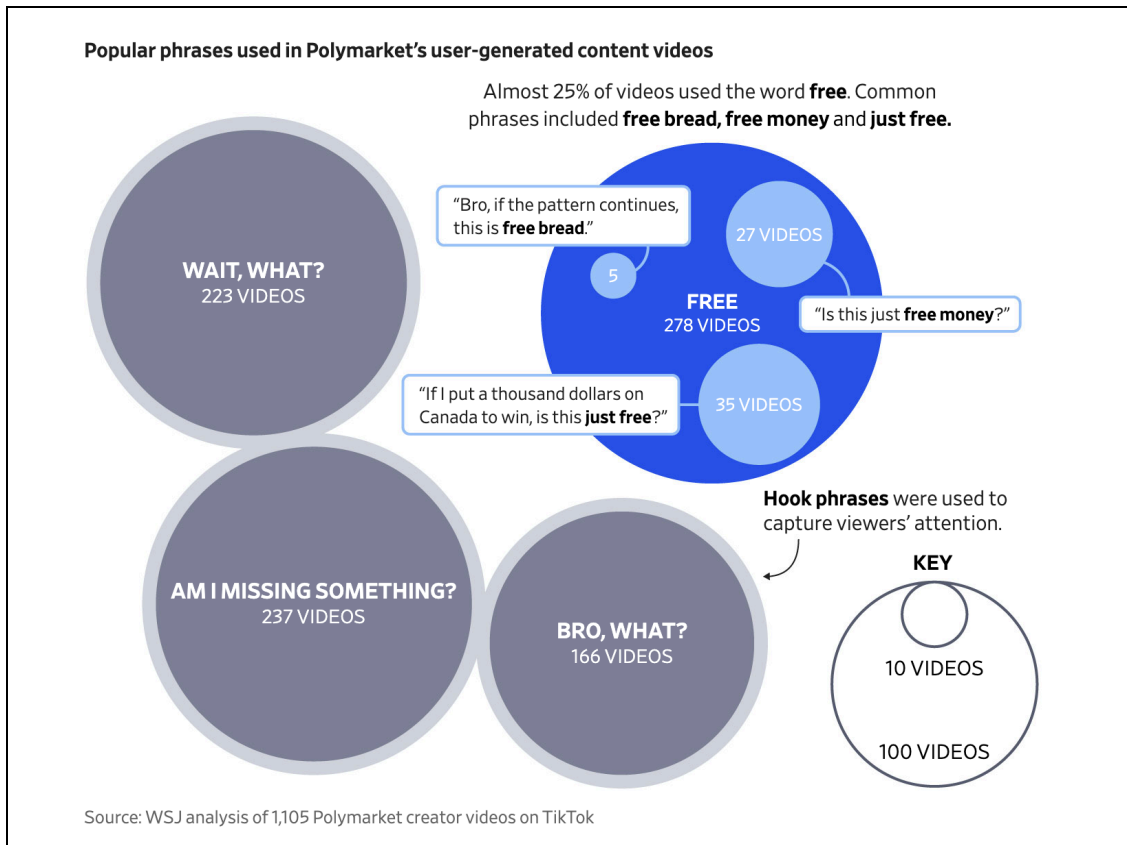 Popular phrases used in Polymarket’s user-generated content videos
Almost 25% of videos used the word free. Common
phrases included free bread, free money and just free.
WAIT, WHAT?
223 VIDEOS
“Bro, if the pattern continues,
this is free bread.”
5
27 VIDEOS
FREE
278 VIDEOS
“Is this just free money?”
“If I put a thousand dollars on
Canada to win, is this just free?”
35 VIDEOS
AM I MISSING SOMETHING?
237 VIDEOS
BRO, WHAT?
166 VIDEOS
Hook phrases were used to
capture viewers’ attention.
KEY
10 VIDEOS
100 VIDEOS
Source: WSJ analysis of 1,105 Polymarket creator videos on TikTok